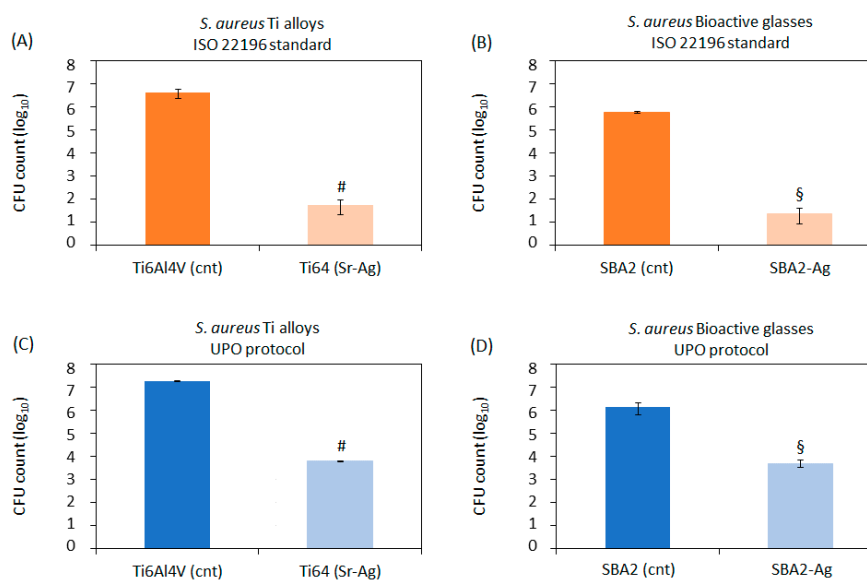 (A)
S. aureus Ti alloys
ISO 22196 standard
CFU count (log10)
8
7
6
5
4
3
2
1
0
#
Ti6Al4V (cnt)
Ti64 (Sr-Ag)
(B)
S. aureus Bioactive glasses
ISO 22196 standard
CFU count (log10)
8
7
6
5
4
3
2
1
0
§
SBA2 (cnt)
SBA2-Ag
(C)
S. aureus Ti alloys
UPO protocol
CFU count (log10)
8
7
6
5
4
3
2
1
0
#
Ti6Al4V (cnt)
Ti64 (Sr-Ag)
(D)
S. aureus Bioactive glasses
UPO protocol
CFU count (log10)
8
7
6
5
4
3
2
1
0
§
SBA2 (cnt)
SBA2-Ag